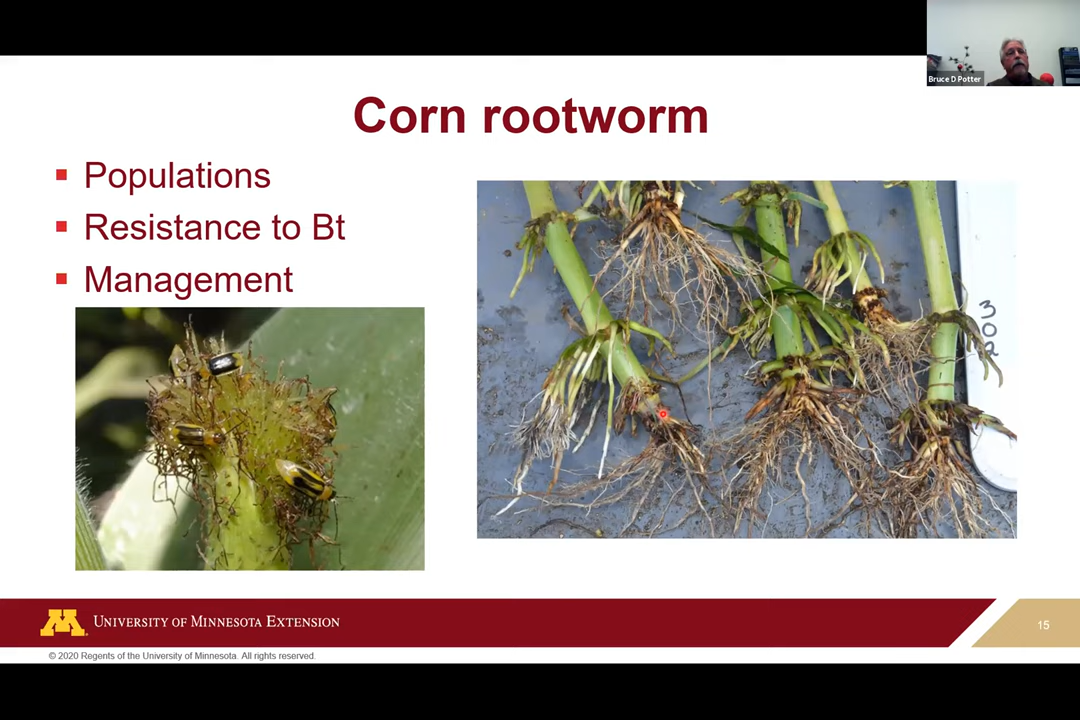 Bruce D Potter
Corn rootworm
Populations
Resistance to Bt
Management
302
UNIVERSITY OF MINNESOTA EXTENSION
15
© 2020 Regents of the University of Minnesota. All rights reserved.